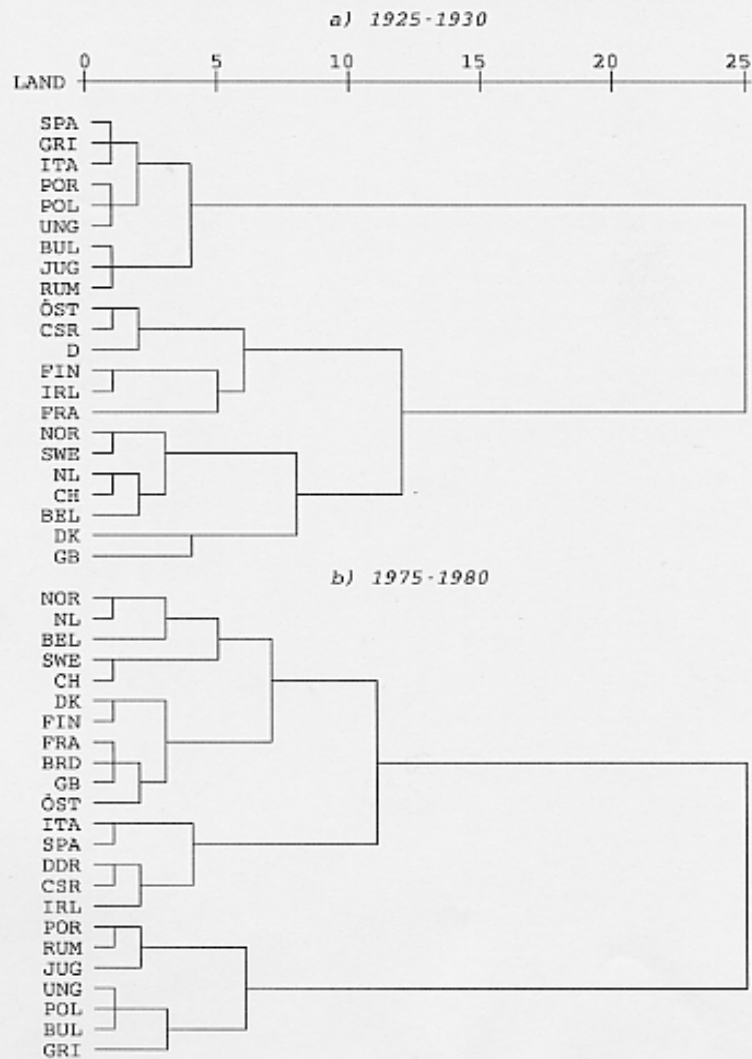 a) 1925-1930
0 5 10 15 20 25
LAND
SPA
GRI
ITA
POR
POL
UNG
BUL
JUG
RUM
ÖST
CSR
D
FIN
IRL
FRA
NOR
SWE
NL
CH
BEL
DK
GB
b) 1975-1980
NOR
NL
BEL
SWE
CH
DK
FIN
FRA
BRD
GB
ÖST
ITA
SPA
DDR
CSR
IRL
POR
RUM
JUG
UNG
POL
BUL
GRI